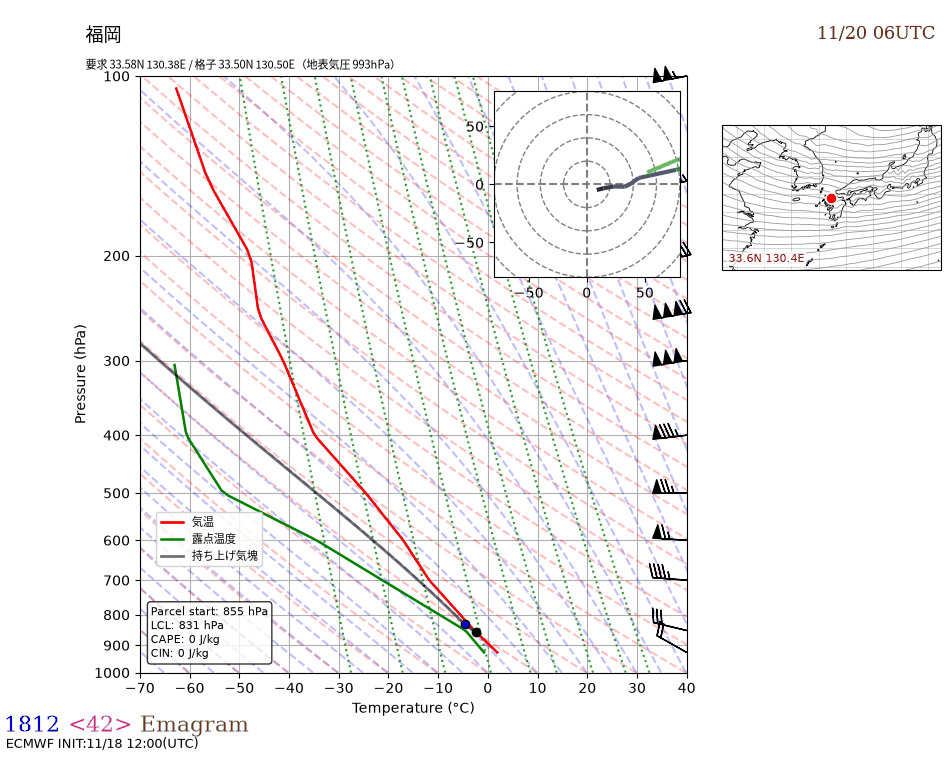 福岡
11/20 06UTC
要求 33.58N 130.38E / 格子 33.50N 130.50E（地表気圧 993hPa）
100
200
300
400
500
600
700
800
900
1000
Pressure (hPa)
50
0
−50
−50 0 50
33.6N 130.4E
気温
露点温度
持ち上げ気塊
Parcel start: 855 hPa
LCL: 831 hPa
CAPE: 0 J/kg
CIN: 0 J/kg
−70 −60 −50 −40 −30 −20 −10 0 10 20 30 40
Temperature (°C)
1812 <42> Emagram
ECMWF INIT:11/18 12:00(UTC)